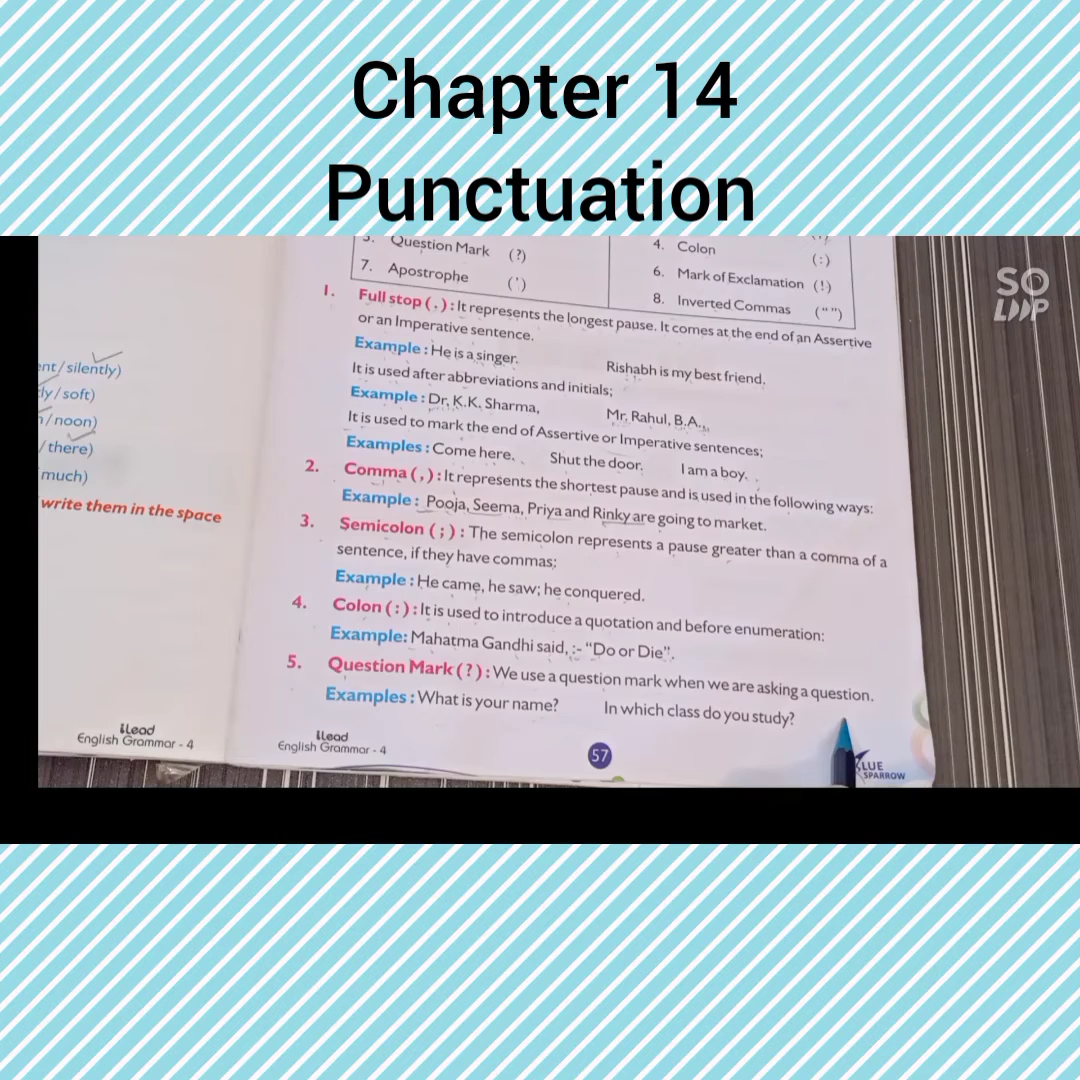 Chapter 14
Punctuation
SO
LOOP
Question Mark (?)
4. Colon (:)
7. Apostrophe (')
6. Mark of Exclamation (!)
8. Inverted Commas (“ ”)
1. Full stop ( . ) : It represents the longest pause. It comes at the end of an Assertive
or an Imperative sentence.
Example : He is a singer. Rishabh is my best friend.
It is used after abbreviations and initials;
Example : Dr. K.K. Sharma, Mr. Rahul, B.A.
It is used to mark the end of Assertive or Imperative sentences;
Examples : Come here. Shut the door. I am a boy.
2. Comma ( , ) : It represents the shortest pause and is used in the following ways:
Example : Pooja, Seema, Priya and Rinky are going to market.
3. Semicolon ( ; ) : The semicolon represents a pause greater than a comma of a
sentence, if they have commas;
Example : He came, he saw; he conquered.
4. Colon ( : ) : It is used to introduce a quotation and before enumeration:
Example: Mahatma Gandhi said, :- “Do or Die”.
5. Question Mark ( ? ) : We use a question mark when we are asking a question.
Examples : What is your name? In which class do you study?
iLead
English Grammar - 4
57
LUE
SPARROW
ent / silently)
ly / soft)
/ noon)
/ there)
much)
write them in the space
iLead
English Grammar - 4